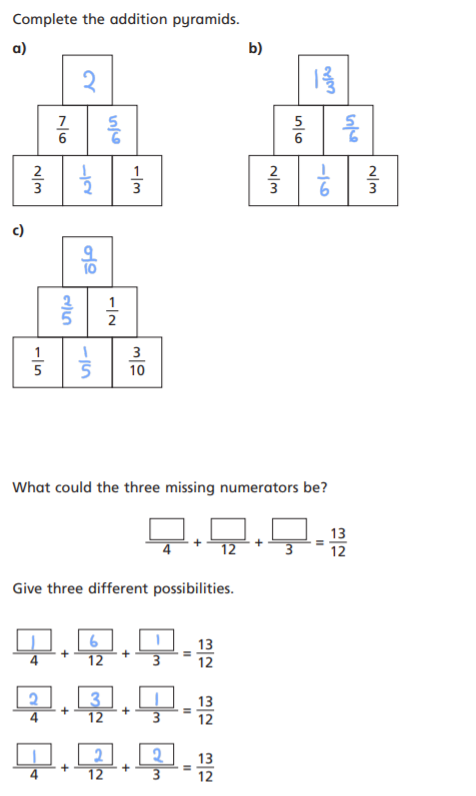 Complete the addition pyramids.
a) b)
2 1 2/3
7/6 5/6 5/6 5/6
2/3 1/2 1/3 2/3 1/6 2/3
c)
9/10
2/5 1/2
1/5 1/5 3/10
What could the three missing numerators be?
/4 + /12 + /3 = 13/12
Give three different possibilities.
1/4 + 6/12 + 1/3 = 13/12
2/4 + 3/12 + 1/3 = 13/12
1/4 + 2/12 + 2/3 = 13/12